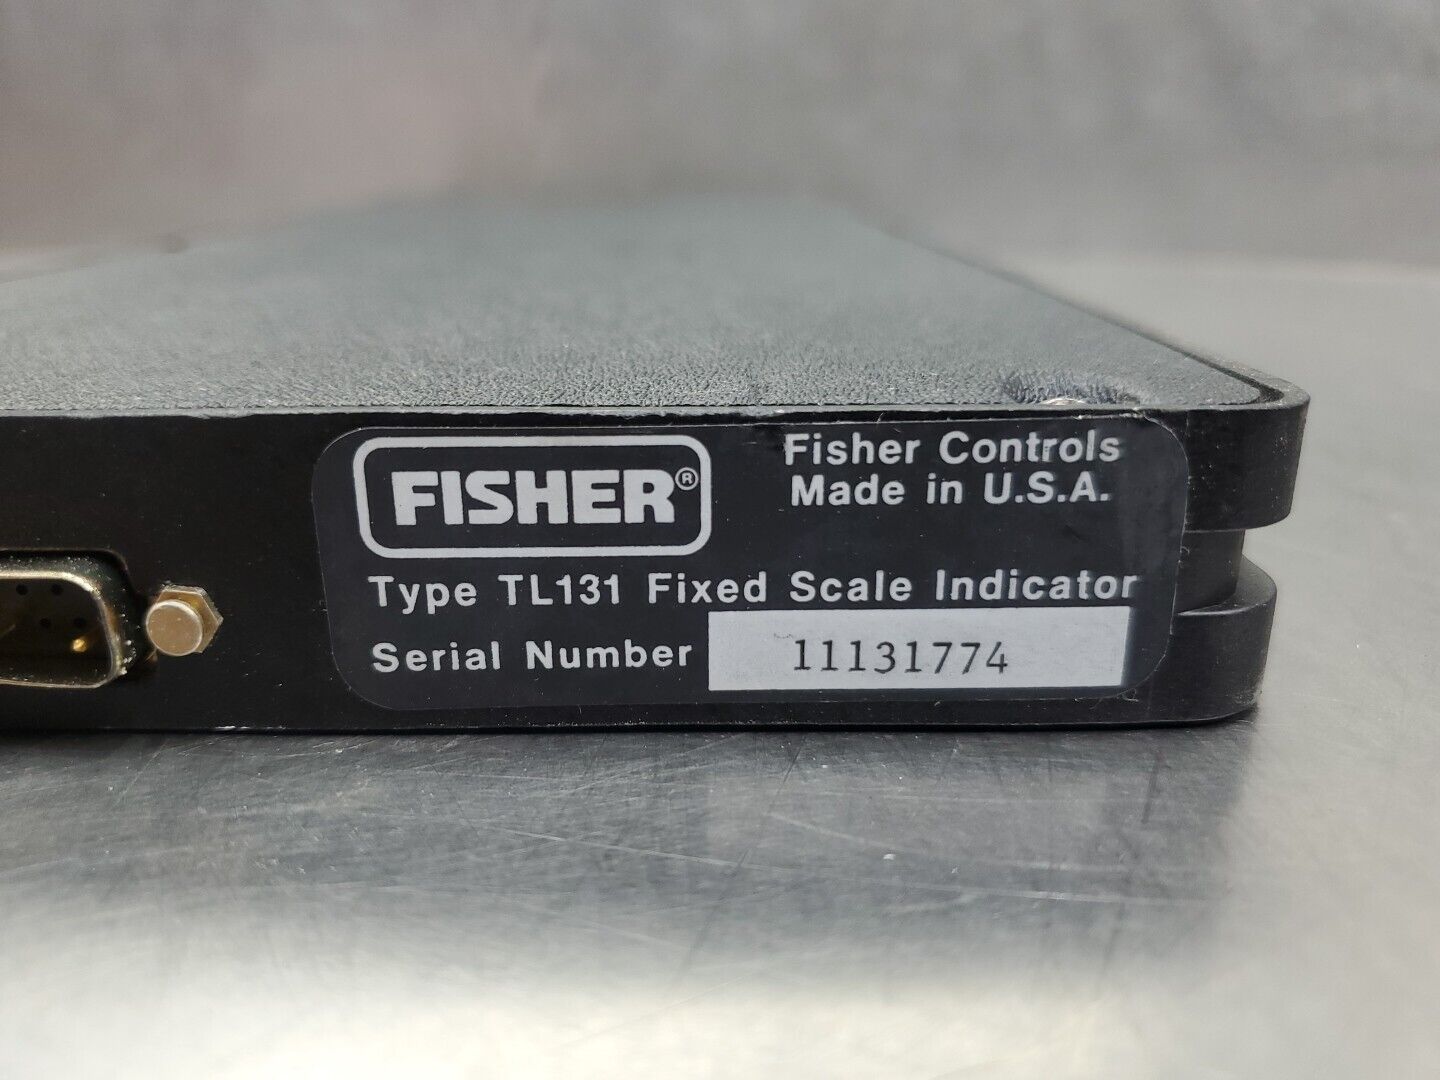 FISHER®
Fisher Controls
Made in U.S.A.
Type TL131 Fixed Scale Indicator
Serial Number 11131774